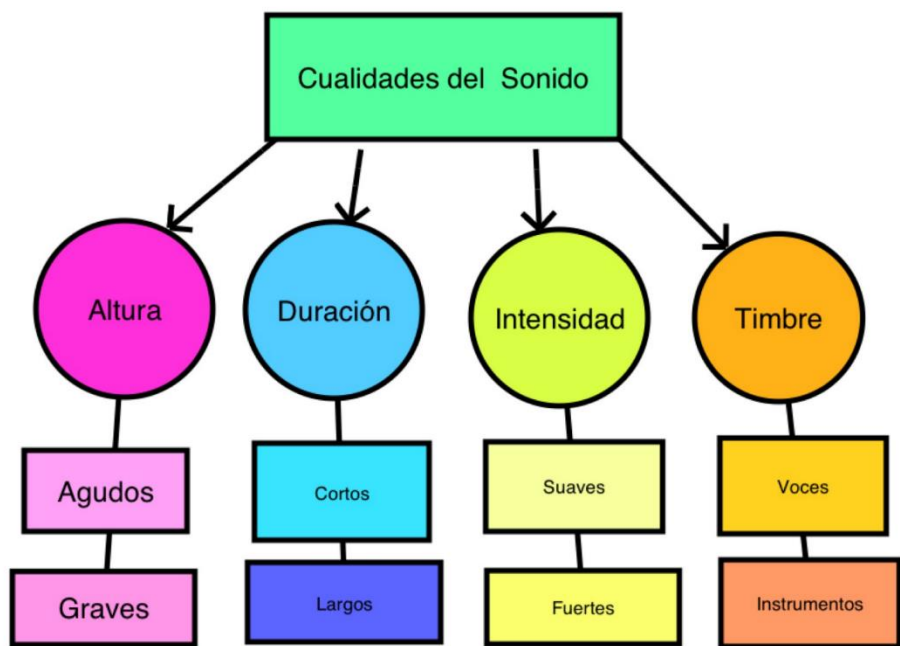 Cualidades del Sonido
Altura
Duración
Intensidad
Timbre
Agudos
Cortos
Suaves
Voces
Graves
Largos
Fuertes
Instrumentos